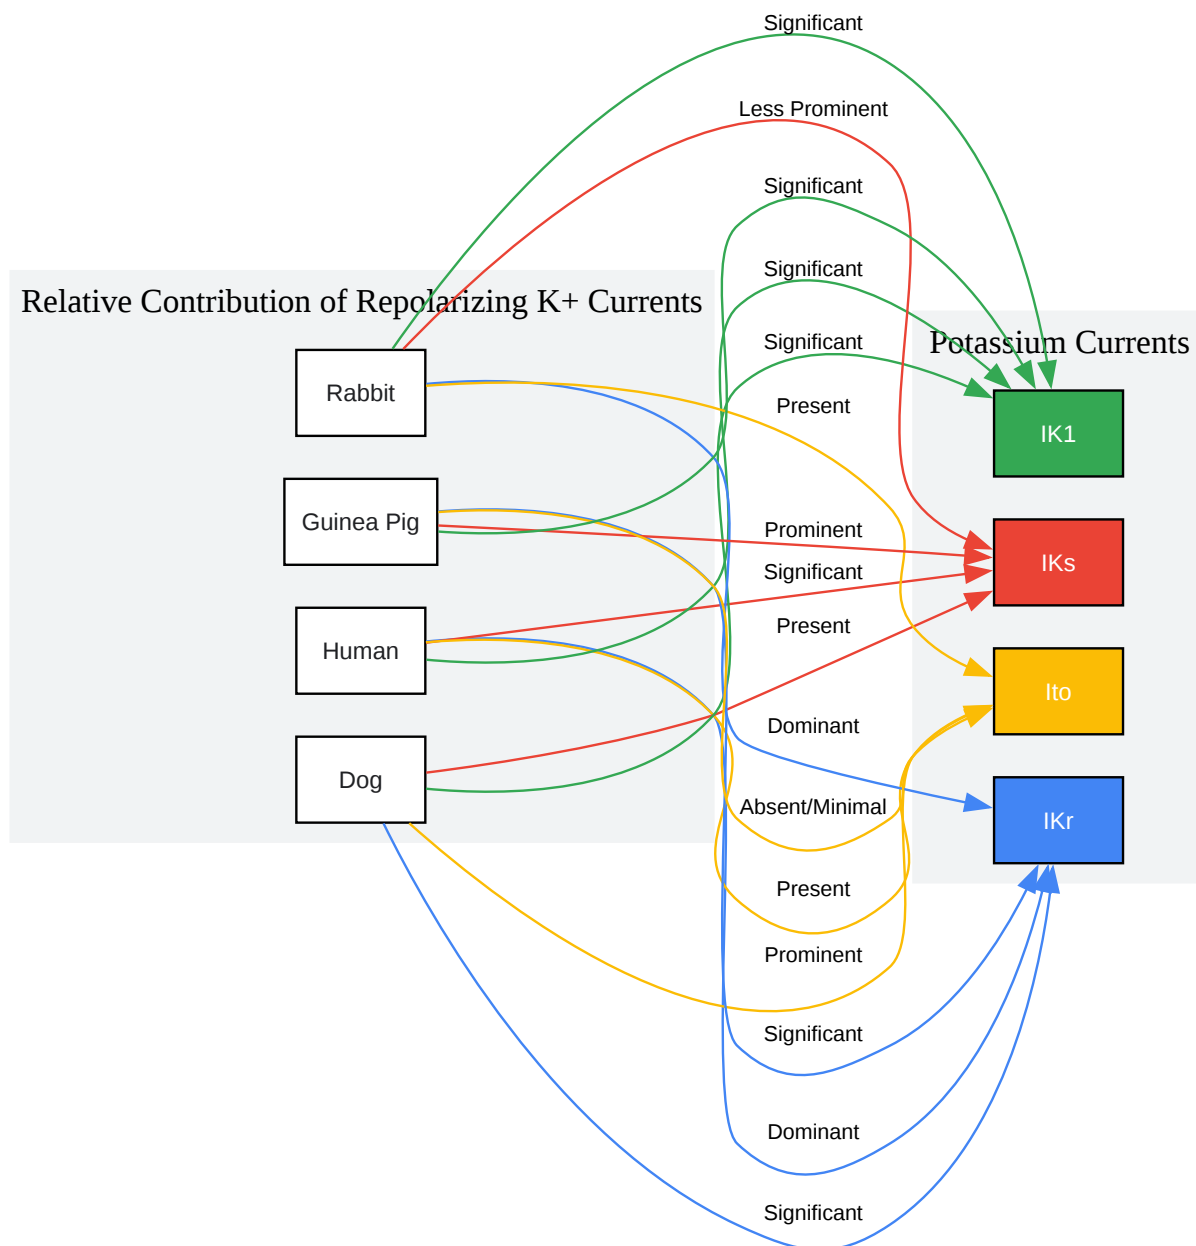 Significant
Less Prominent
Significant
Significant
Relative Contribution of Repolarizing K+ Currents
Significant
Potassium Currents
Rabbit
Present
IK1
Guinea Pig
Prominent
IKs
Significant
Present
Human
Ito
Dominant
Dog
Absent/Minimal
IKr
Present
Prominent
Significant
Dominant
Significant